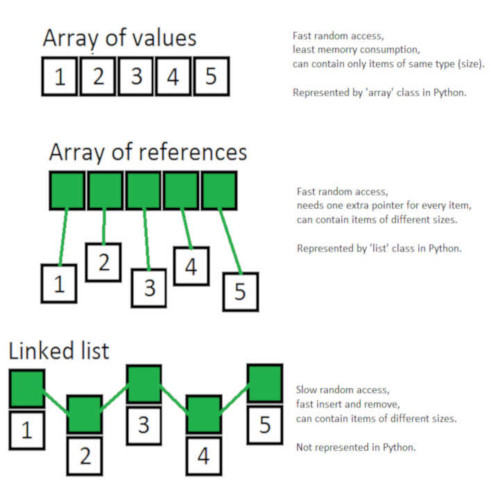 Array of values
1 2 3 4 5
Fast random access,
least memorry consumption,
can contain only items of same type (size).
Represented by 'array' class in Python.
Array of references
1 2 3 4 5
Fast random access,
needs one extra pointer for every item,
can contain items of different sizes.
Represented by 'list' class in Python.
Linked list
1 2 3 4 5
Slow random access,
fast insert and remove,
can contain items of different sizes.
Not represented in Python.